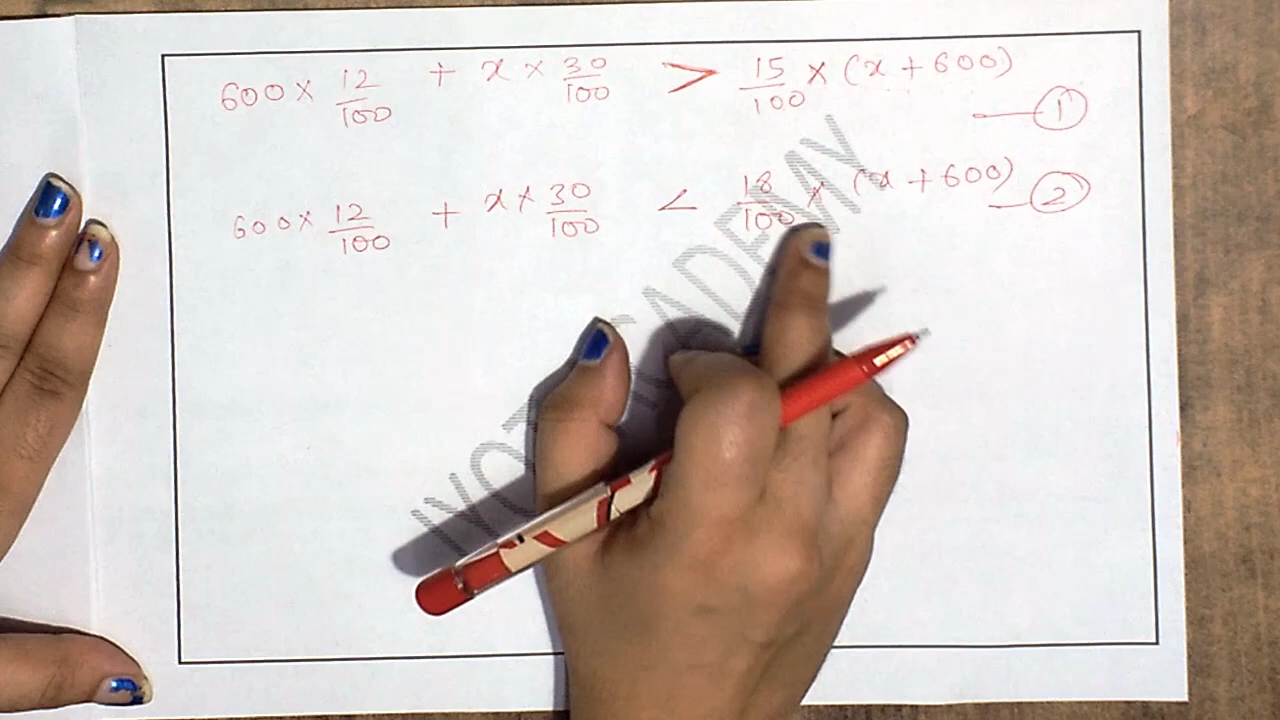 600 × 12/100 + x × 30/100 > 15/100 × (x + 600) — 1
600 × 12/100 + x × 30/100 < 18/100 × (x + 600) — 2